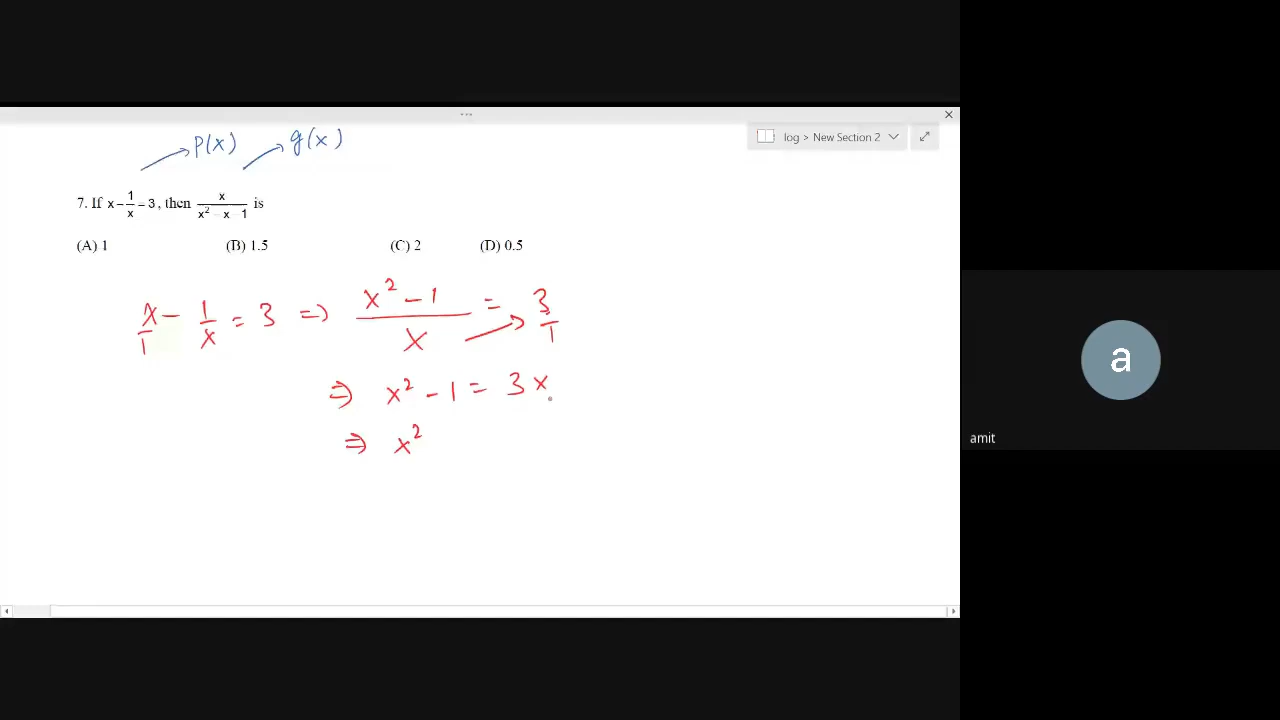 p(x) g(x)
log > New Section 2
7. If x - 1/x = 3, then x/(x² - x - 1) is
(A) 1 (B) 1.5 (C) 2 (D) 0.5
x/1 - 1/x = 3 ⇒ (x² - 1)/x = 3/1
⇒ x² - 1 = 3x
⇒ x²
a
amit